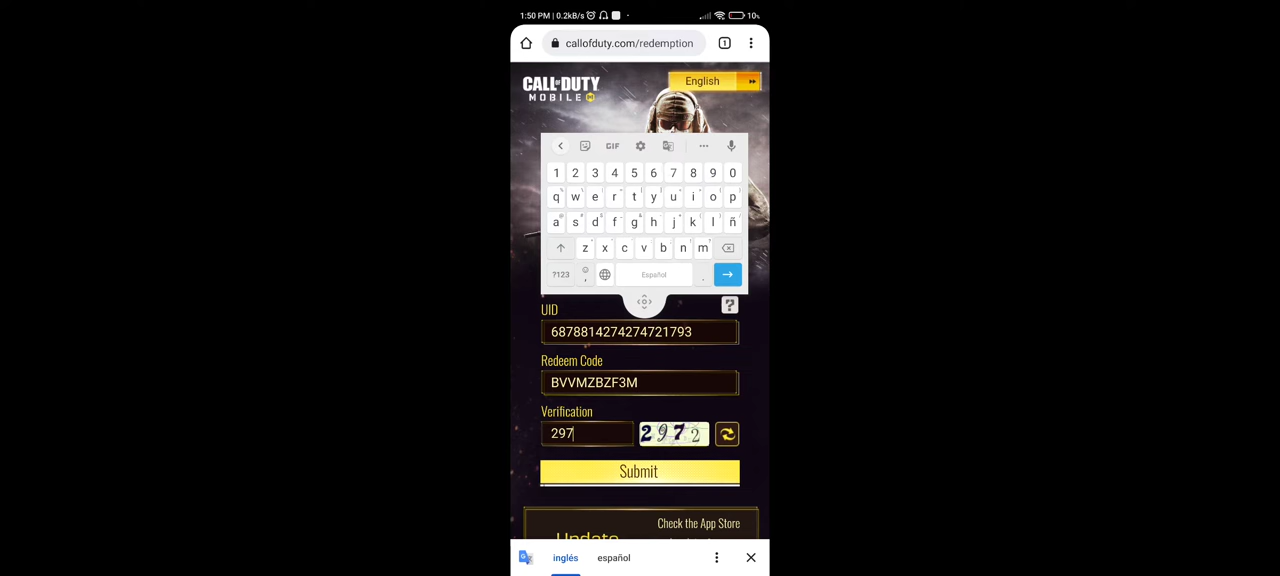 1:50 PM | 0.2kB/s 10%
callofduty.com/redemption 1
CALL OF DUTY English
MOBILE
GIF
1 2 3 4 5 6 7 8 9 0
q w e r t y u i o p
a s d f g h j k l ñ
z x c v b n m
?123 , Español .
UID ?
6878814274274721793
Redeem Code
BVVMZBZF3M
Verification
297 2972
Submit
Check the App Store
Update
inglés español